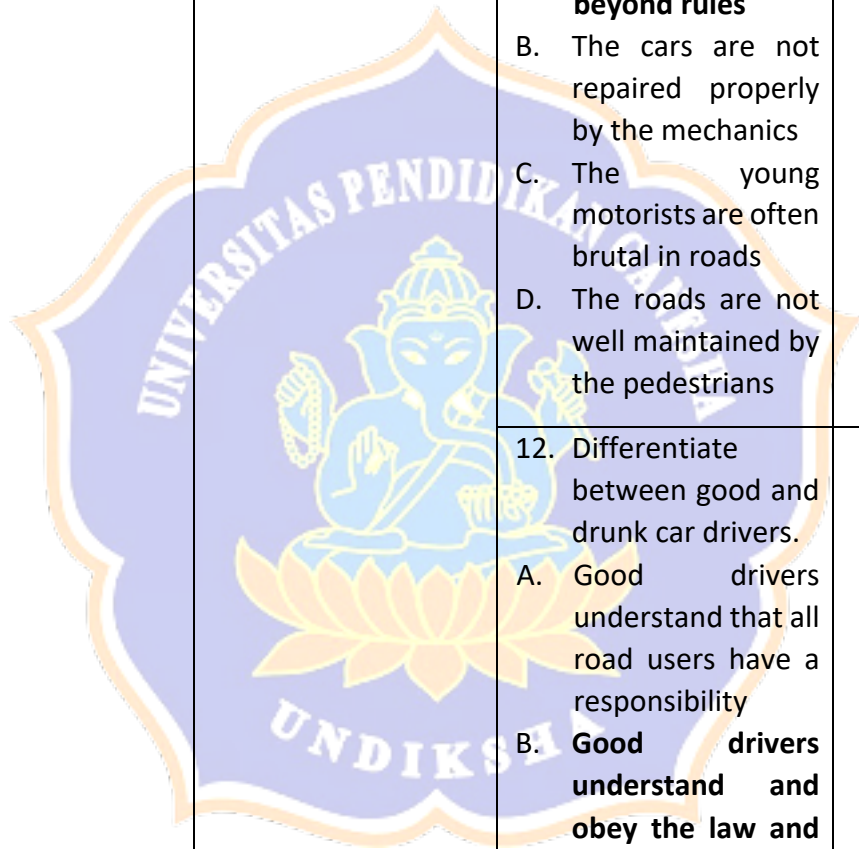 beyond rules
B. The cars are not
repaired properly
by the mechanics
C. The young
motorists are often
brutal in roads
D. The roads are not
well maintained by
the pedestrians
12. Differentiate
between good and
drunk car drivers.
A. Good drivers
understand that all
road users have a
responsibility
B. Good drivers
understand and
obey the law and
UNIVERSITAS PENDIDIKAN GANESHA
UNDIKSHA